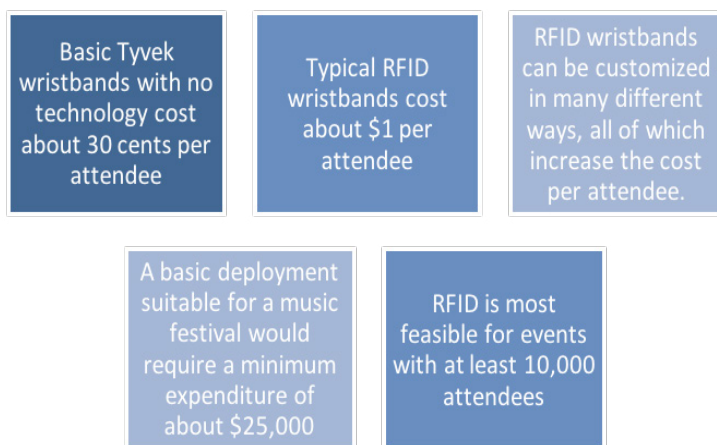 Basic Tyvek
wristbands with no
technology cost
about 30 cents per
attendee
Typical RFID
wristbands cost
about $1 per
attendee
RFID wristbands
can be customized
in many different
ways, all of which
increase the cost
per attendee.
A basic deployment
suitable for a music
festival would
require a minimum
expenditure of
about $25,000
RFID is most
feasible for events
with at least 10,000
attendees